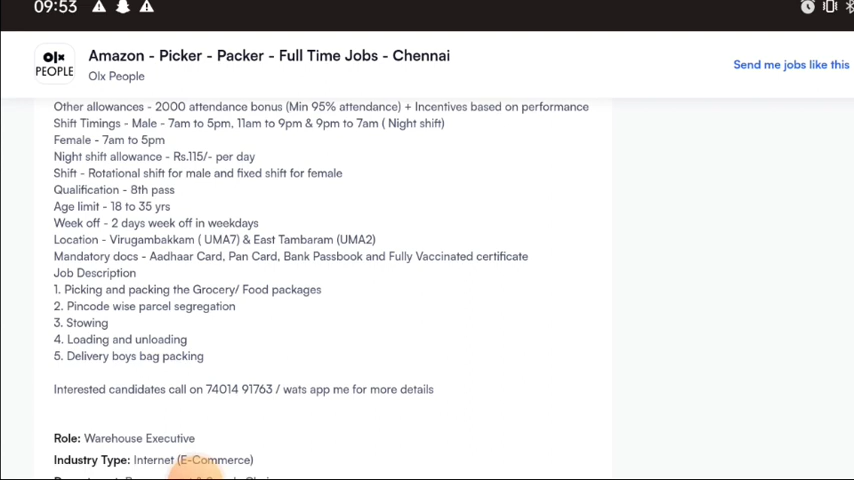 09:53
olx
PEOPLE
Amazon - Picker - Packer - Full Time Jobs - Chennai
Olx People
Send me jobs like this
Other allowances - 2000 attendance bonus (Min 95% attendance) + Incentives based on performance
Shift Timings - Male - 7am to 5pm, 11am to 9pm & 9pm to 7am ( Night shift)
Female - 7am to 5pm
Night shift allowance - Rs.115/- per day
Shift - Rotational shift for male and fixed shift for female
Qualification - 8th pass
Age limit - 18 to 35 yrs
Week off - 2 days week off in weekdays
Location - Virugambakkam ( UMA7) & East Tambaram (UMA2)
Mandatory docs - Aadhaar Card, Pan Card, Bank Passbook and Fully Vaccinated certificate
Job Description
1. Picking and packing the Grocery/ Food packages
2. Pincode wise parcel segregation
3. Stowing
4. Loading and unloading
5. Delivery boys bag packing
Interested candidates call on 74014 91763 / wats app me for more details
Role: Warehouse Executive
Industry Type: Internet (E-Commerce)